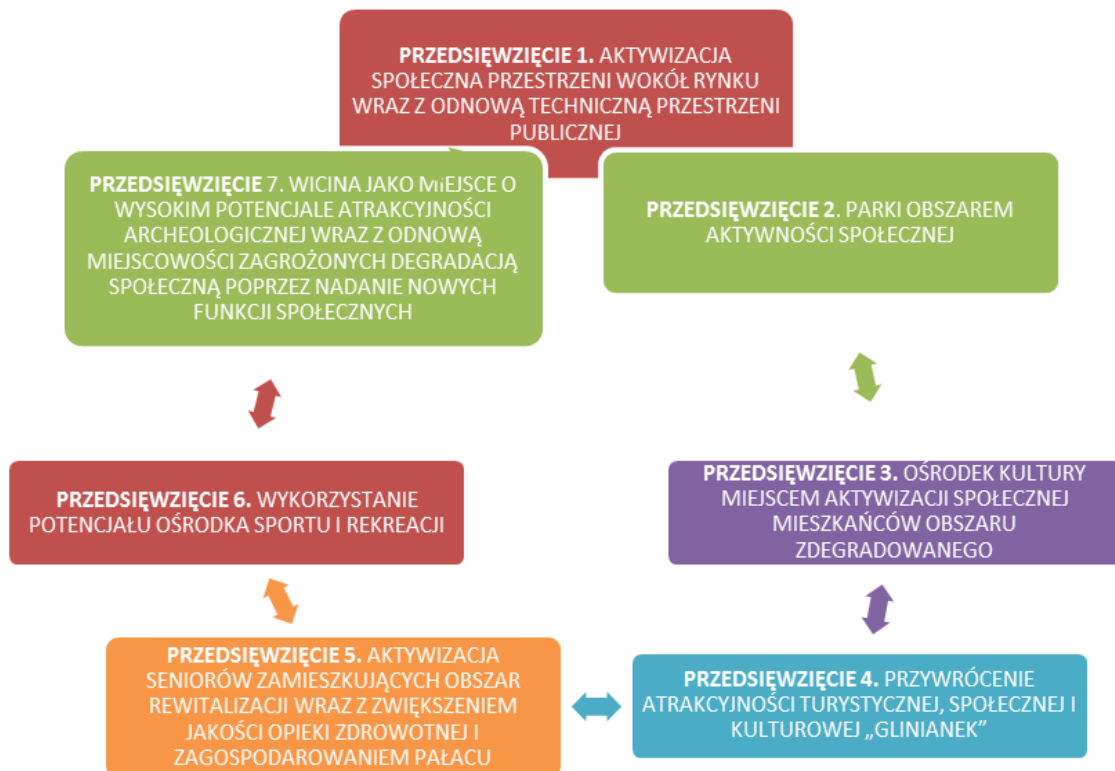 PRZEDSIĘWZIĘCIE 1. AKTYWIZACJA
SPOŁECZNA PRZESTRZENI WOKÓŁ RYNKU
WRAZ Z ODNOWĄ TECHNICZNĄ PRZESTRZENI
PUBLICZNEJ
PRZEDSIĘWZIĘCIE 2. PARKI OBSZAREM
AKTYWNOŚCI SPOŁECZNEJ
PRZEDSIĘWZIĘCIE 3. OŚRODEK KULTURY
MIEJSCEM AKTYWIZACJI SPOŁECZNEJ
MIESZKAŃCÓW OBSZARU
ZDEGRADOWANEGO
PRZEDSIĘWZIĘCIE 4. PRZYWRÓCENIE
ATRAKCYJNOŚCI TURYSTYCZNEJ, SPOŁECZNEJ I
KULTUROWEJ „GLINIANEK”
PRZEDSIĘWZIĘCIE 5. AKTYWIZACJA
SENIORÓW ZAMIESZKUJĄCYCH OBSZAR
REWITALIZACJI WRAZ Z ZWIĘKSZENIEM
JAKOŚCI OPIEKI ZDROWOTNEJ I
ZAGOSPODAROWANIEM PAŁACU
PRZEDSIĘWZIĘCIE 6. WYKORZYSTANIE
POTENCJAŁU OŚRODKA SPORTU I REKREACJI
PRZEDSIĘWZIĘCIE 7. WICINA JAKO MIEJSCE O
WYSOKIM POTENCJALE ATRAKCYJNOŚCI
ARCHEOLOGICZNEJ WRAZ Z ODNOWĄ
MIEJSCOWOŚCI ZAGROŻONYCH DEGRADACJĄ
SPOŁECZNĄ POPRZEZ NADANIE NOWYCH
FUNKCJI SPOŁECZNYCH